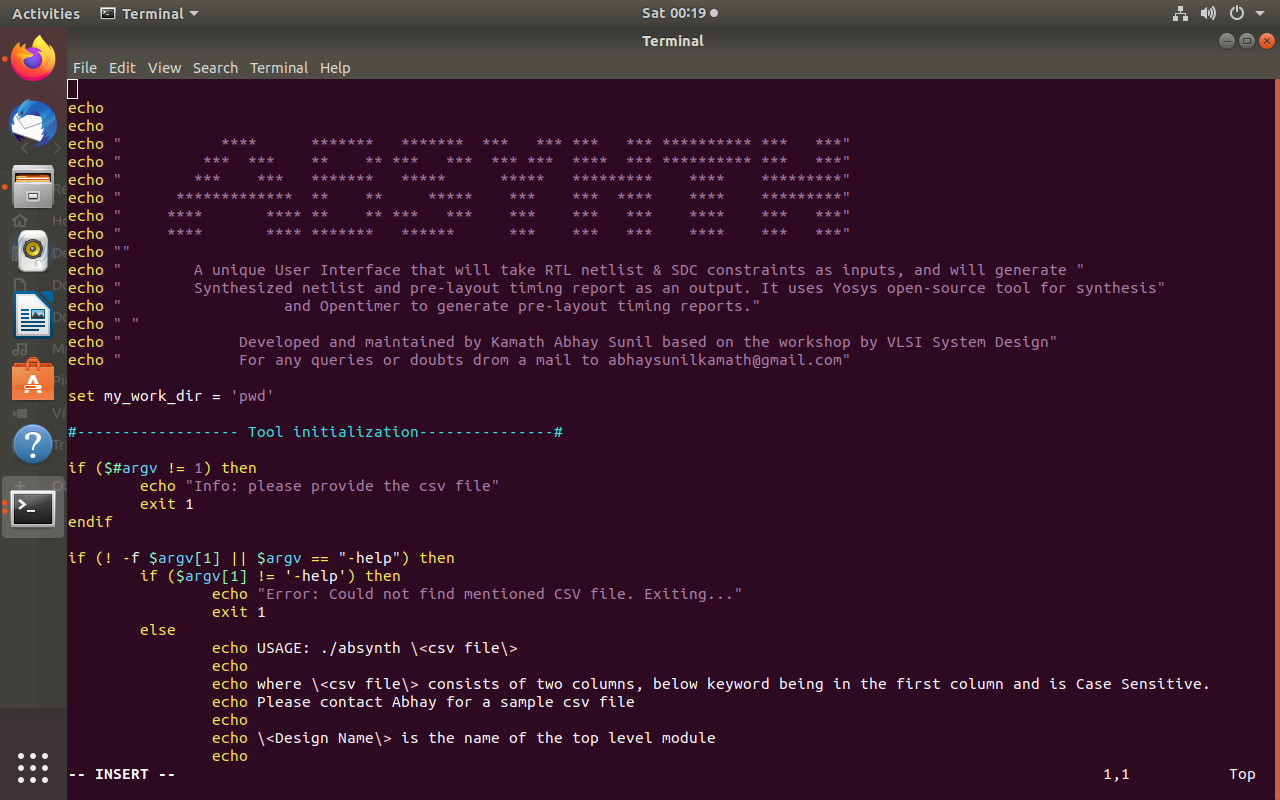 Activities Terminal Sat 00:19
Terminal
File Edit View Search Terminal Help
echo
echo
echo "           ****      *******   *******  ***   *** ***   *** ********** ***   ***"
echo "         ***  ***    **    ** ***   ***  *** ***  ****  *** ********** ***   ***"
echo "        ***    ***   *******   *****      *****   *********    ****    *********"
echo "      *************  **    **     *****    ***    ***  ****    ****    *********"
echo "     ****       **** **    ** ***   ***    ***    ***   ***    ****    ***   ***"
echo "     ****       **** *******   ******      ***    ***   ***    ****    ***   ***"
echo ""
echo "        A unique User Interface that will take RTL netlist & SDC constraints as inputs, and will generate "
echo "        Synthesized netlist and pre-layout timing report as an output. It uses Yosys open-source tool for synthesis"
echo "                  and Opentimer to generate pre-layout timing reports."
echo " "
echo "             Developed and maintained by Kamath Abhay Sunil based on the workshop by VLSI System Design"
echo "             For any queries or doubts drom a mail to abhaysunilkamath@gmail.com"
set my_work_dir = 'pwd'
#------------------ Tool initialization---------------#
if ($#argv != 1) then
        echo "Info: please provide the csv file"
        exit 1
endif
if (! -f $argv[1] || $argv == "-help") then
        if ($argv[1] != '-help') then
                echo "Error: Could not find mentioned CSV file. Exiting..."
                exit 1
        else
                echo USAGE: ./absynth \<csv file\>
                echo
                echo where \<csv file\> consists of two columns, below keyword being in the first column and is Case Sensitive.
                echo Please contact Abhay for a sample csv file
                echo
                echo \<Design Name\> is the name of the top level module
                echo
-- INSERT -- 1,1 Top